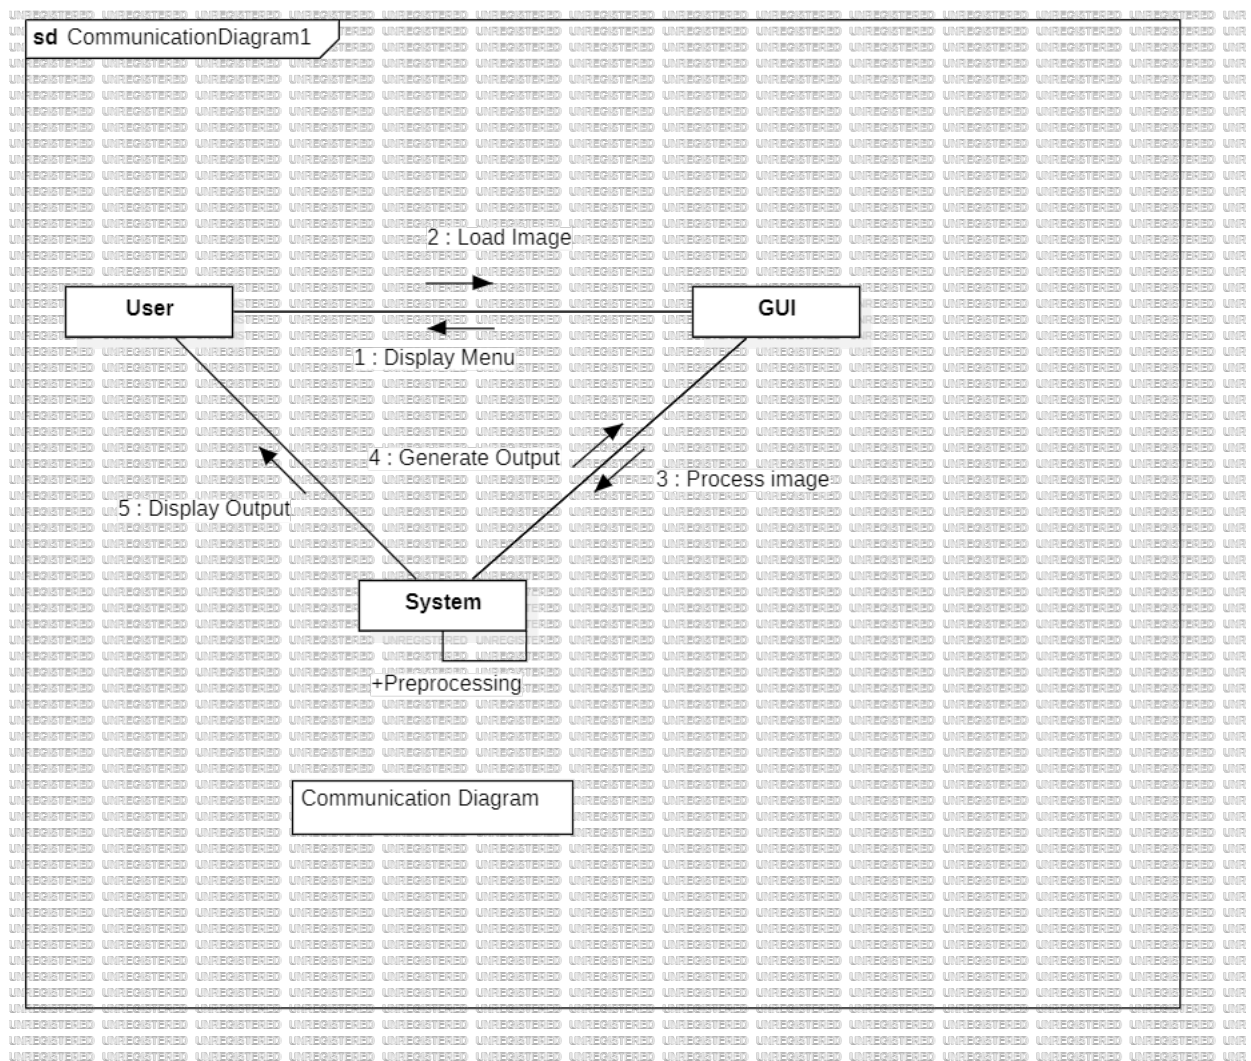 sd CommunicationDiagram1
2 : Load Image
User
GUI
1 : Display Menu
4 : Generate Output
3 : Process image
5 : Display Output
System
+Preprocessing
Communication Diagram
UNREGISTERED